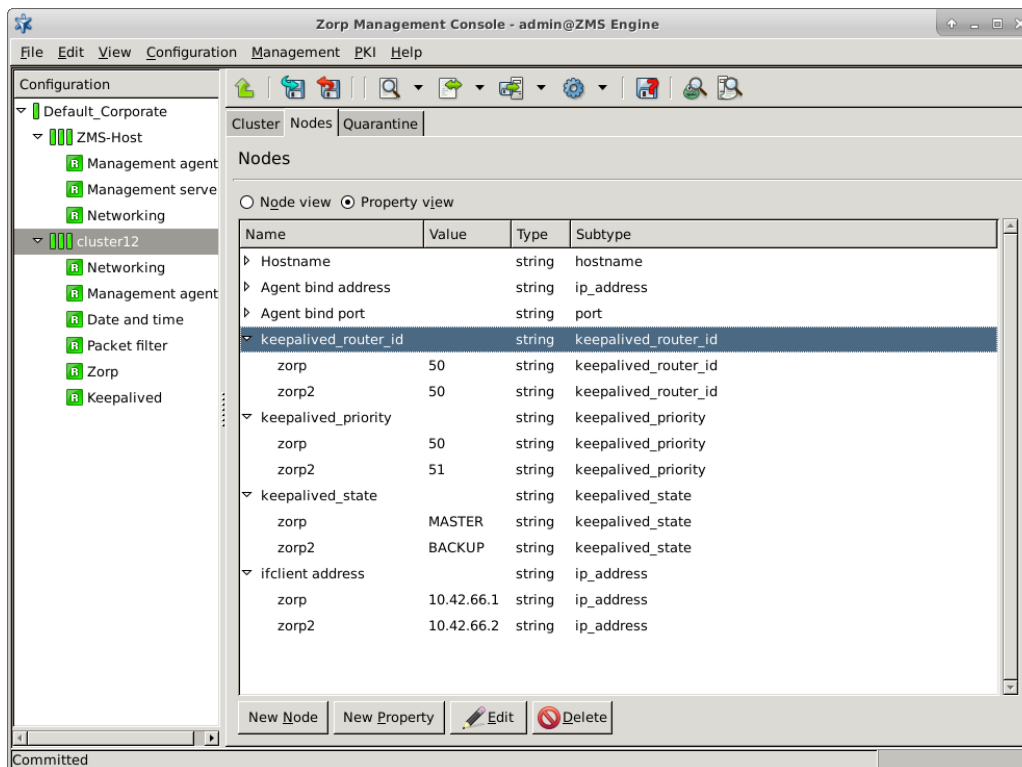 Zorp Management Console - admin@ZMS Engine
File Edit View Configuration Management PKI Help
Configuration
Default_Corporate
ZMS-Host
R Management agent
R Management serve
R Networking
cluster12
R Networking
R Management agent
R Date and time
R Packet filter
R Zorp
R Keepalived
Cluster Nodes Quarantine
Nodes
Node view Property view
Name Value Type Subtype
Hostname string hostname
Agent bind address string ip_address
Agent bind port string port
keepalived_router_id string keepalived_router_id
zorp 50 string keepalived_router_id
zorp2 50 string keepalived_router_id
keepalived_priority string keepalived_priority
zorp 50 string keepalived_priority
zorp2 51 string keepalived_priority
keepalived_state string keepalived_state
zorp MASTER string keepalived_state
zorp2 BACKUP string keepalived_state
ifclient address string ip_address
zorp 10.42.66.1 string ip_address
zorp2 10.42.66.2 string ip_address
New Node New Property Edit Delete
Committed